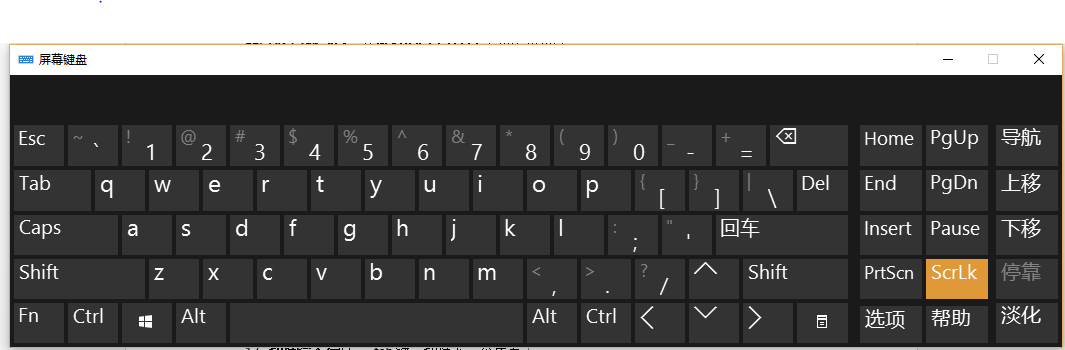 屏幕键盘
Esc ~ ` ! 1 @ 2 # 3 $ 4 % 5 ^ 6 & 7 * 8 ( 9 ) 0 _ - + = Home PgUp 导航
Tab q w e r t y u i o p { [ } ] | \ Del End PgDn 上移
Caps a s d f g h j k l : ; " ' 回车 Insert Pause 下移
Shift z x c v b n m < , > . ? / Shift PrtScn ScrLk 停靠
Fn Ctrl Alt Alt Ctrl 选项 帮助 淡化